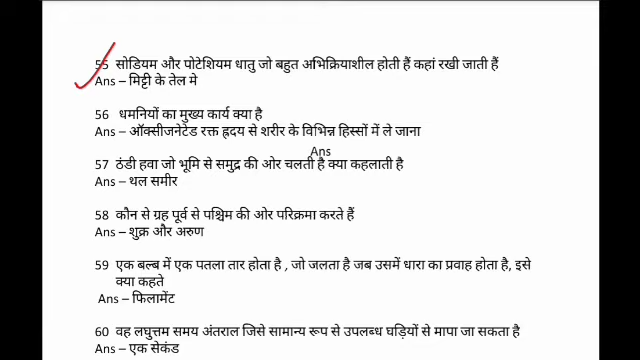 55 सोडियम और पोटेशियम धातु जो बहुत अभिक्रियाशील होती हैं कहां रखी जाती हैं
Ans – मिट्टी के तेल मे
56 धमनियों का मुख्य कार्य क्या है
Ans – ऑक्सीजनेटेड रक्त ह्रदय से शरीर के विभिन्न हिस्सों में ले जाना
Ans
57 ठंडी हवा जो भूमि से समुद्र की ओर चलती है क्या कहलाती है
Ans – थल समीर
58 कौन से ग्रह पूर्व से पश्चिम की ओर परिक्रमा करते हैं
Ans – शुक्र और अरुण
59 एक बल्ब में एक पतला तार होता है , जो जलता है जब उसमें धारा का प्रवाह होता है, इसे
क्या कहते
Ans – फिलामेंट
60 वह लघुत्तम समय अंतराल जिसे सामान्य रूप से उपलब्ध घड़ियों से मापा जा सकता है
Ans – एक सेकंड